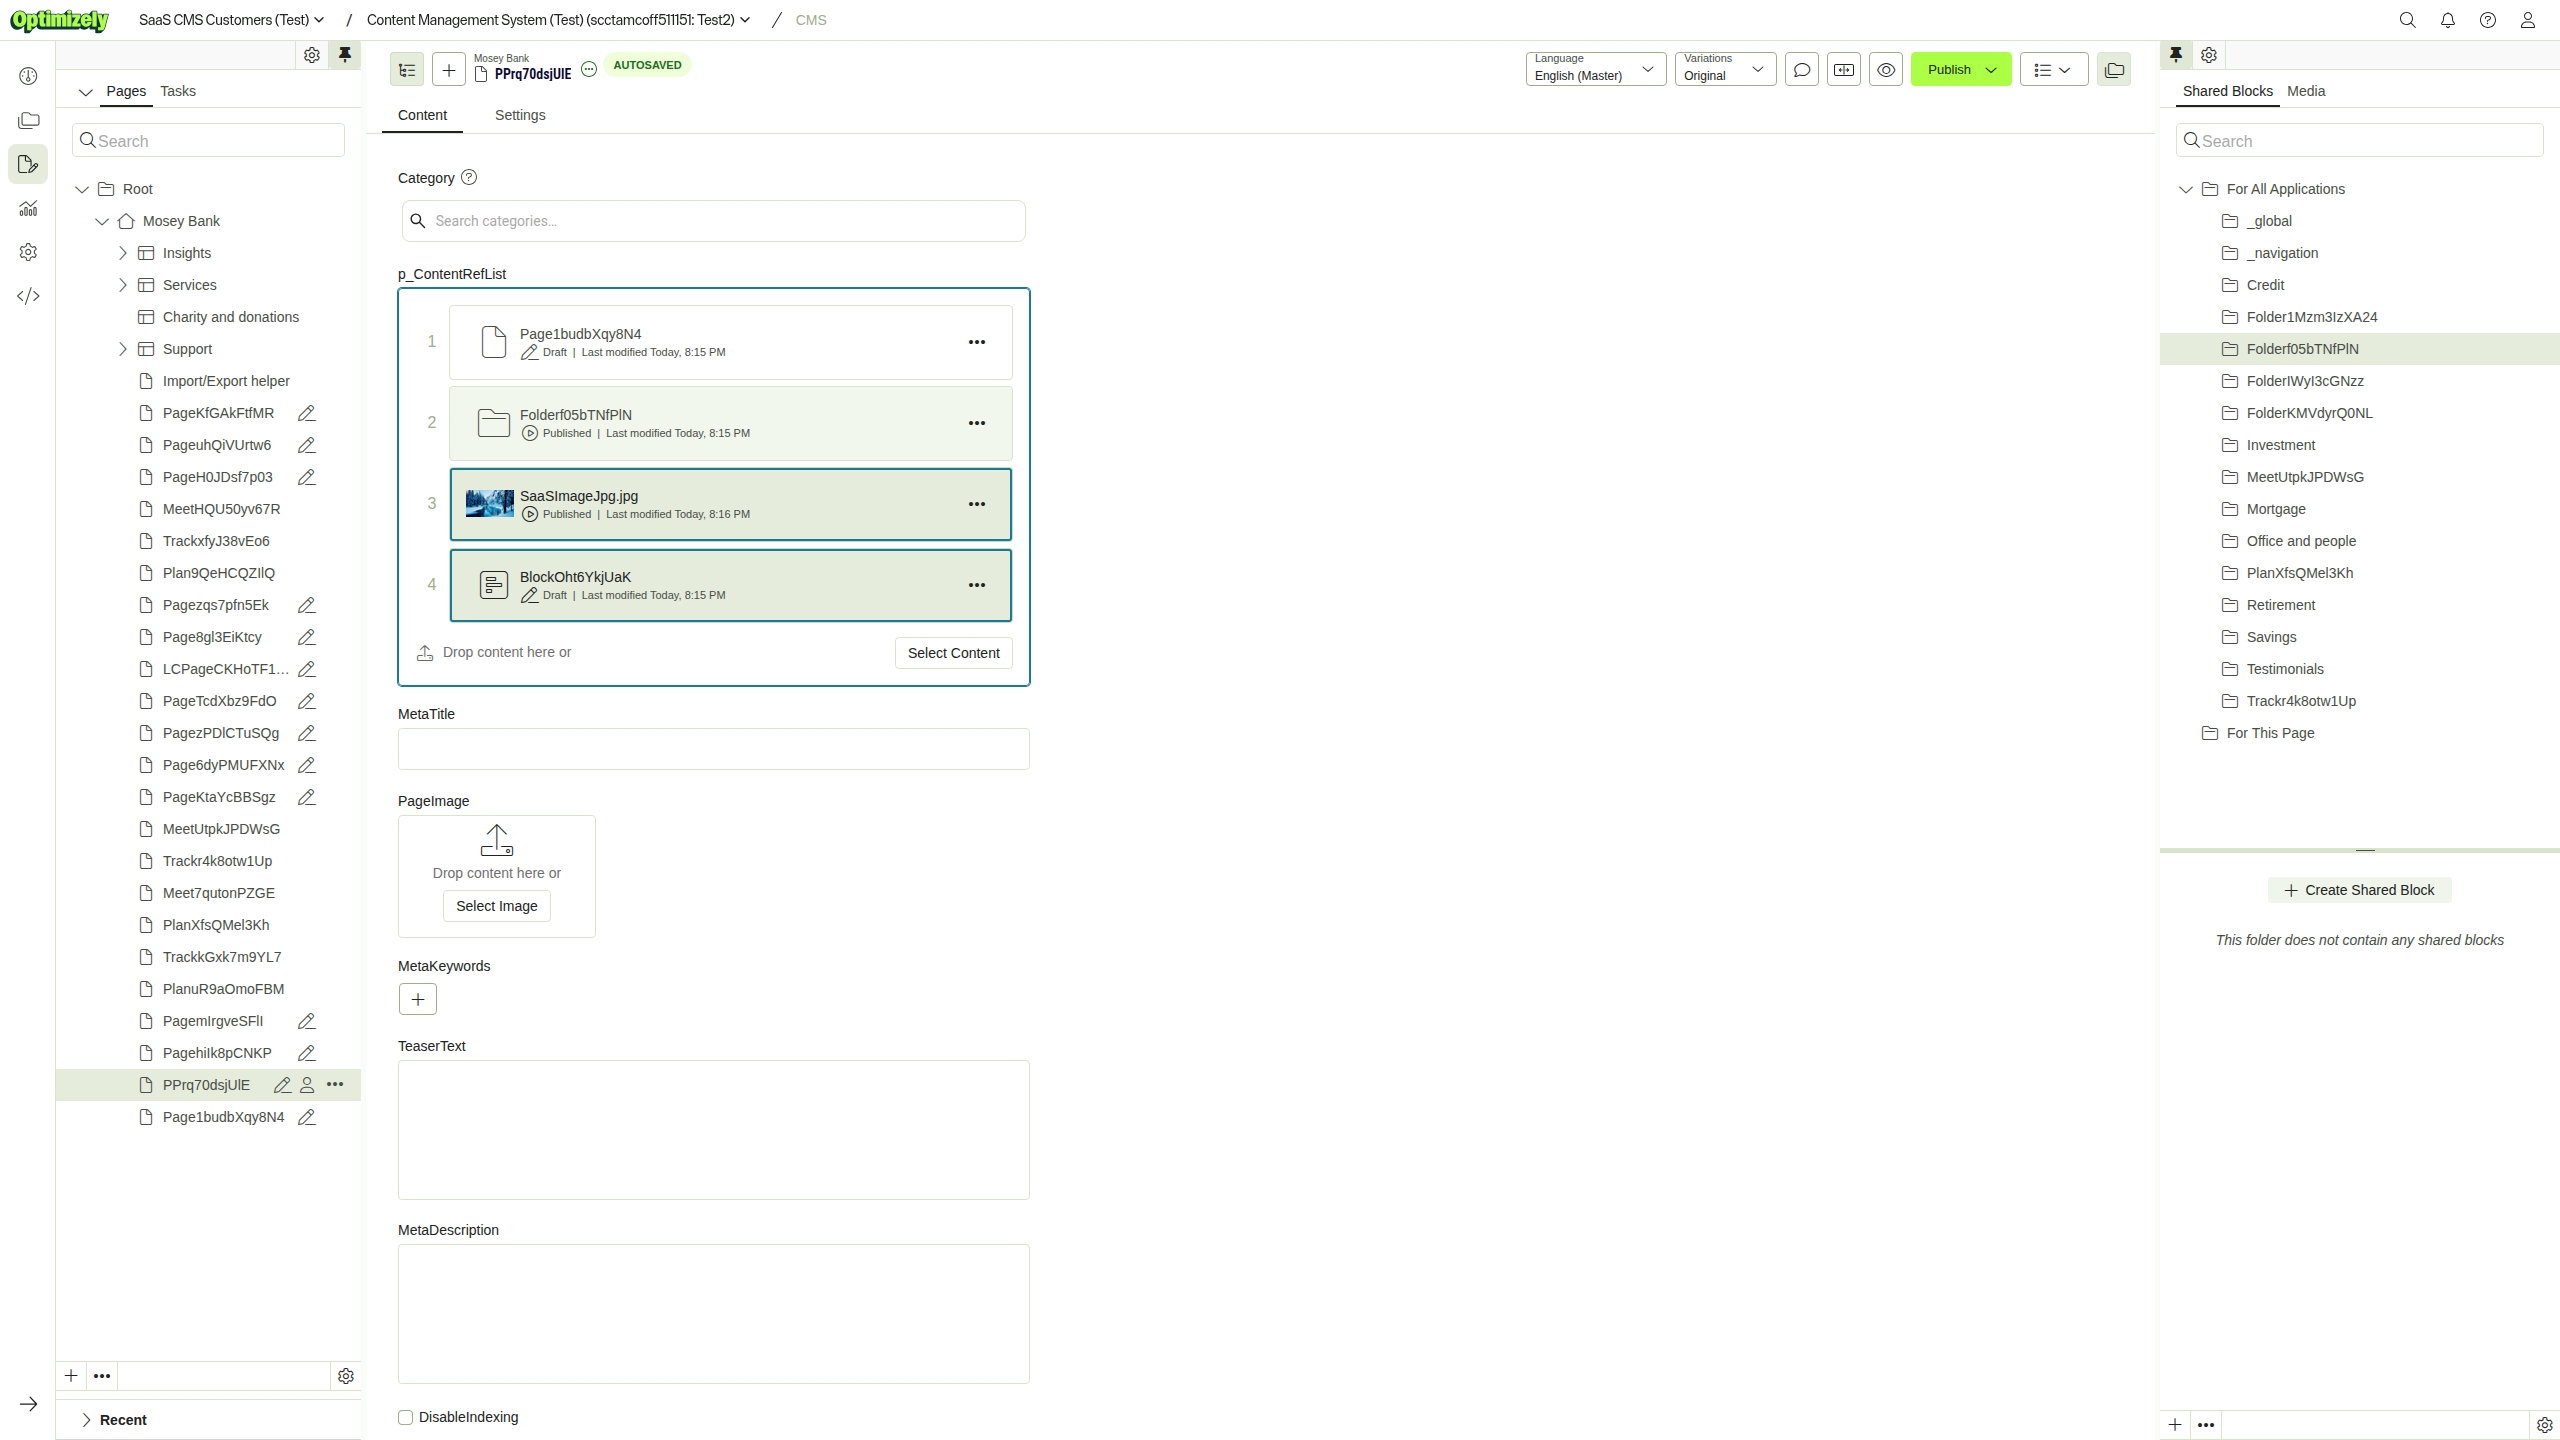 Optimizely
SaaS CMS Customers (Test) / Content Management System (Test) (scctamcoff511151: Test2) / CMS
Pages Tasks
Search
Root
Mosey Bank
Insights
Services
Charity and donations
Support
Import/Export helper
PageKfGAkFtfMR
PageuhQiVUrtw6
PageH0JDsf7p03
MeetHQU50yv67R
TrackxfyJ38vEo6
Plan9QeHCQZIlQ
Pagezqs7pfn5Ek
Page8gl3EiKtcy
LCPageCKHoTF1...
PageTcdXbz9FdO
PagezPDlCTuSQg
Page6dyPMUFXNx
PageKtaYcBBSgz
MeetUtpkJPDWsG
Trackr4k8otw1Up
Meet7qutonPZGE
PlanXfsQMel3Kh
TrackkGxk7m9YL7
PlanuR9aOmoFBM
PagemIrgveSFlI
PagehiIk8pCNKP
PPrq70dsjUlE
Page1budbXqy8N4
Recent
Mosey Bank
PPrq70dsjUlE
AUTOSAVED
Language
English (Master)
Variations
Original
Publish
Content Settings
Category
Search categories...
p_ContentRefList
1
Page1budbXqy8N4
Draft | Last modified Today, 8:15 PM
2
Folderf05bTNfPlN
Published | Last modified Today, 8:15 PM
3
SaaSImageJpg.jpg
Published | Last modified Today, 8:16 PM
4
BlockOht6YkjUaK
Draft | Last modified Today, 8:15 PM
Drop content here or
Select Content
MetaTitle
PageImage
Drop content here or
Select Image
MetaKeywords
TeaserText
MetaDescription
DisableIndexing
Shared Blocks Media
Search
For All Applications
_global
_navigation
Credit
Folder1Mzm3IzXA24
Folderf05bTNfPlN
FolderIWyI3cGNzz
FolderKMVdyrQ0NL
Investment
MeetUtpkJPDWsG
Mortgage
Office and people
PlanXfsQMel3Kh
Retirement
Savings
Testimonials
Trackr4k8otw1Up
For This Page
Create Shared Block
This folder does not contain any shared blocks